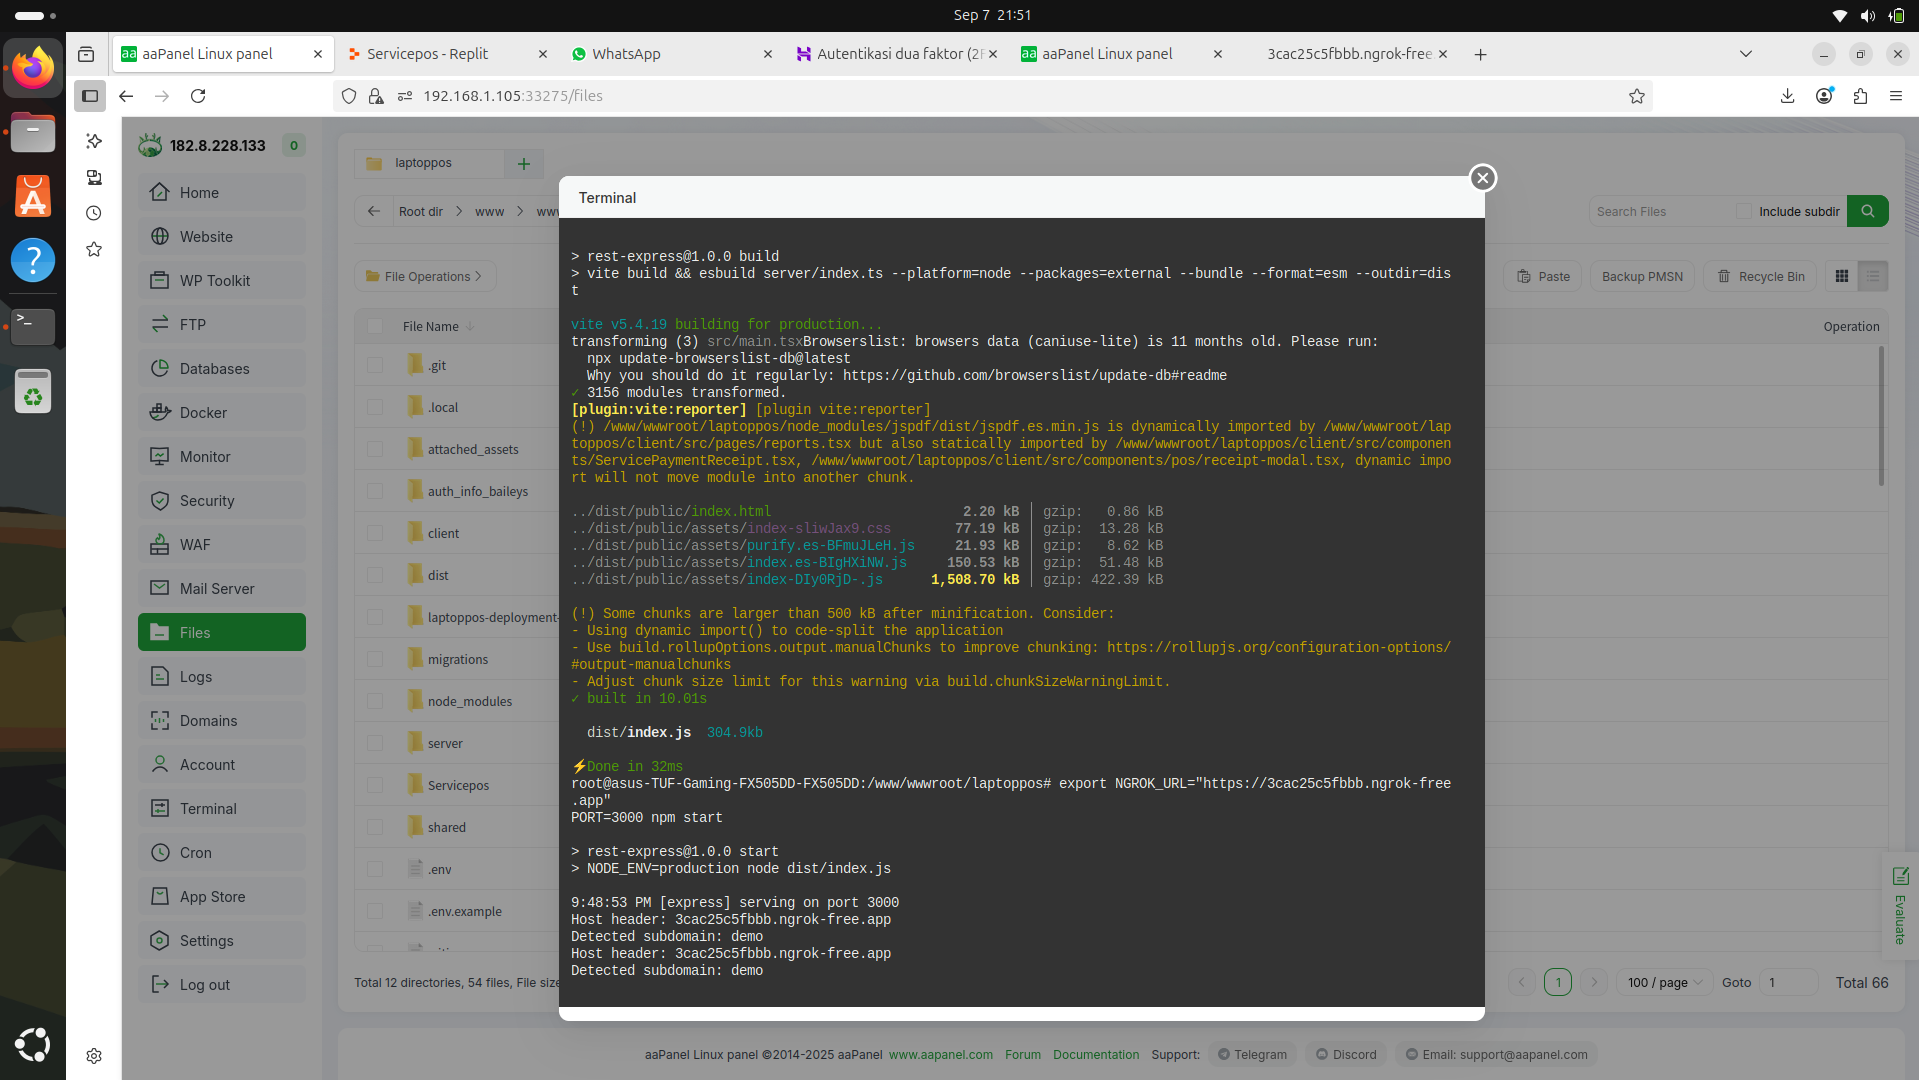 Sep 7 21:51
aaPanel Linux panel
Servicepos - Replit
WhatsApp
Autentikasi dua faktor (2F
aaPanel Linux panel
3cac25c5fbbb.ngrok-free
192.168.1.105:33275/files
182.8.228.133
0
Home
Website
WP Toolkit
FTP
Databases
Docker
Monitor
Security
WAF
Mail Server
Files
Logs
Domains
Account
Terminal
Cron
App Store
Settings
Log out
laptoppos
Root dir
www
Search Files
Include subdir
File Operations
Paste
Backup PMSN
Recycle Bin
File Name
Operation
.git
.local
attached_assets
auth_info_baileys
client
dist
laptoppos-deployment-
migrations
node_modules
server
Servicepos
shared
.env
.env.example
Total 12 directories, 54 files, File size
1
100 / page
Goto
1
Total 66
Terminal
> rest-express@1.0.0 build
> vite build && esbuild server/index.ts --platform=node --packages=external --bundle --format=esm --outdir=dis
t
vite v5.4.19 building for production...
transforming (3) src/main.tsxBrowserslist: browsers data (caniuse-lite) is 11 months old. Please run:
npx update-browserslist-db@latest
Why you should do it regularly: https://github.com/browserslist/update-db#readme
✓ 3156 modules transformed.
[plugin:vite:reporter] [plugin vite:reporter]
(!) /www/wwwroot/laptoppos/node_modules/jspdf/dist/jspdf.es.min.js is dynamically imported by /www/wwwroot/lap
toppos/client/src/pages/reports.tsx but also statically imported by /www/wwwroot/laptoppos/client/src/componen
ts/ServicePaymentReceipt.tsx, /www/wwwroot/laptoppos/client/src/components/pos/receipt-modal.tsx, dynamic impo
rt will not move module into another chunk.
../dist/public/index.html 2.20 kB │ gzip: 0.86 kB
../dist/public/assets/index-sliwJax9.css 77.19 kB │ gzip: 13.28 kB
../dist/public/assets/purify.es-BFmuJLeH.js 21.93 kB │ gzip: 8.62 kB
../dist/public/assets/index.es-BIgHXiNW.js 150.53 kB │ gzip: 51.48 kB
../dist/public/assets/index-DIy0RjD-.js 1,508.70 kB │ gzip: 422.39 kB
(!) Some chunks are larger than 500 kB after minification. Consider:
- Using dynamic import() to code-split the application
- Use build.rollupOptions.output.manualChunks to improve chunking: https://rollupjs.org/configuration-options/
#output-manualchunks
- Adjust chunk size limit for this warning via build.chunkSizeWarningLimit.
✓ built in 10.01s
dist/index.js 304.9kb
⚡Done in 32ms
root@asus-TUF-Gaming-FX505DD-FX505DD:/www/wwwroot/laptoppos# export NGROK_URL="https://3cac25c5fbbb.ngrok-free
.app"
PORT=3000 npm start
> rest-express@1.0.0 start
> NODE_ENV=production node dist/index.js
9:48:53 PM [express] serving on port 3000
Host header: 3cac25c5fbbb.ngrok-free.app
Detected subdomain: demo
Host header: 3cac25c5fbbb.ngrok-free.app
Detected subdomain: demo
Evaluate
aaPanel Linux panel ©2014-2025 aaPanel www.aapanel.com Forum Documentation Support: Telegram Discord Email: support@aapanel.com